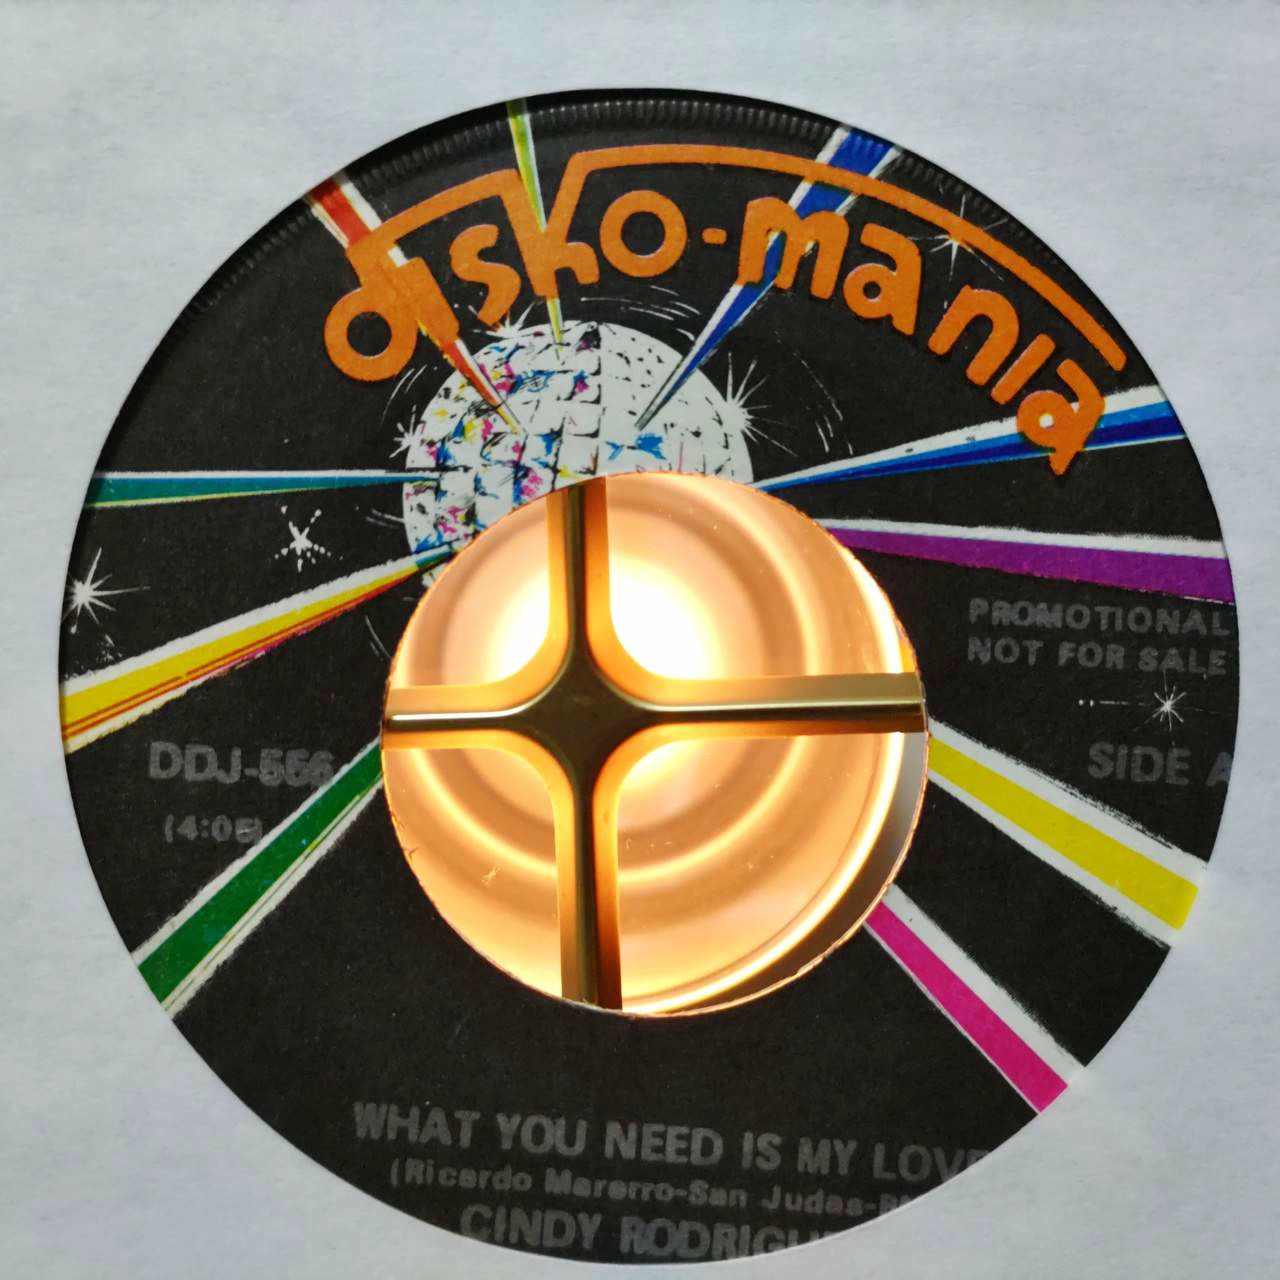 disko-mania
PROMOTIONAL
NOT FOR SALE
DDJ-556
SIDE A
(4:05)
WHAT YOU NEED IS MY LOVE
(Ricardo Marerro-San Judas-
CINDY RODRIGU